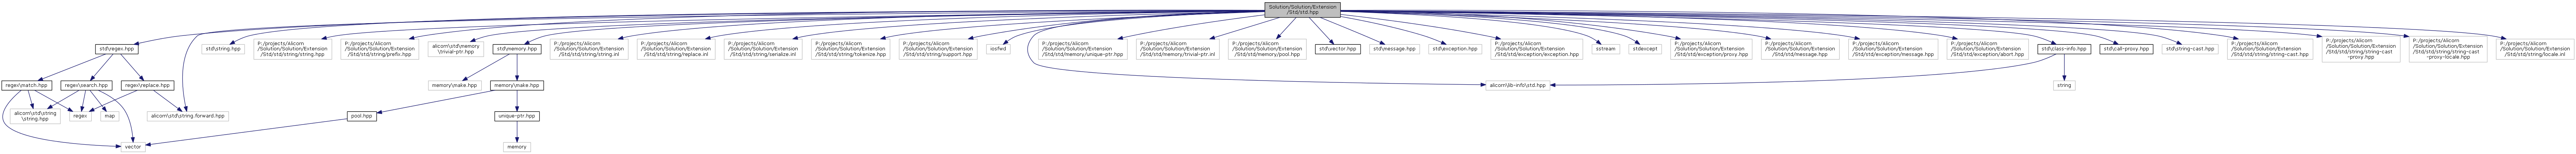 Solution/Solution/Extension
/Std/std.hpp
std\regex.hpp
std\string.hpp
P:/projects/Alicorn
/Solution/Solution/Extension
/Std/std/string/string.hpp
P:/projects/Alicorn
/Solution/Solution/Extension
/Std/std/string/prefix.hpp
alicorn\std\memory
\trivial-ptr.hpp
std\memory.hpp
P:/projects/Alicorn
/Solution/Solution/Extension
/Std/std/string/string.inl
P:/projects/Alicorn
/Solution/Solution/Extension
/Std/std/string/replace.inl
P:/projects/Alicorn
/Solution/Solution/Extension
/Std/std/string/serialize.inl
P:/projects/Alicorn
/Solution/Solution/Extension
/Std/std/string/tokenize.hpp
P:/projects/Alicorn
/Solution/Solution/Extension
/Std/std/string/support.hpp
iosfwd
P:/projects/Alicorn
/Solution/Solution/Extension
/Std/std/memory/unique-ptr.hpp
P:/projects/Alicorn
/Solution/Solution/Extension
/Std/std/memory/trivial-ptr.inl
P:/projects/Alicorn
/Solution/Solution/Extension
/Std/std/memory/pool.hpp
std\vector.hpp
std\message.hpp
std\exception.hpp
P:/projects/Alicorn
/Solution/Solution/Extension
/Std/std/exception/exception.hpp
sstream
stdexcept
P:/projects/Alicorn
/Solution/Solution/Extension
/Std/std/exception/proxy.hpp
P:/projects/Alicorn
/Solution/Solution/Extension
/Std/std/message.hpp
P:/projects/Alicorn
/Solution/Solution/Extension
/Std/std/exception/message.hpp
P:/projects/Alicorn
/Solution/Solution/Extension
/Std/std/exception/abort.hpp
std\class-info.hpp
std\call-proxy.hpp
std\string-cast.hpp
P:/projects/Alicorn
/Solution/Solution/Extension
/Std/std/string/string-cast.hpp
P:/projects/Alicorn
/Solution/Solution/Extension
/Std/std/string/string-cast
-proxy.hpp
P:/projects/Alicorn
/Solution/Solution/Extension
/Std/std/string/string-cast
-proxy-locale.hpp
P:/projects/Alicorn
/Solution/Solution/Extension
/Std/std/string/locale.inl
regex\match.hpp
regex\search.hpp
regex\replace.hpp
memory\make.hpp
memory\make.hpp
alicorn\lib-info\std.hpp
string
alicorn\std\string
\string.hpp
regex
map
alicorn\std\string.forward.hpp
pool.hpp
unique-ptr.hpp
vector
memory